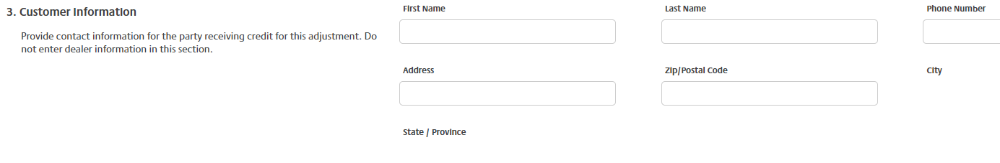 3. Customer Information
Provide contact information for the party receiving credit for this adjustment. Do
not enter dealer information in this section.
First Name
Last Name
Phone Number
Address
Zip/Postal Code
City
State / Province